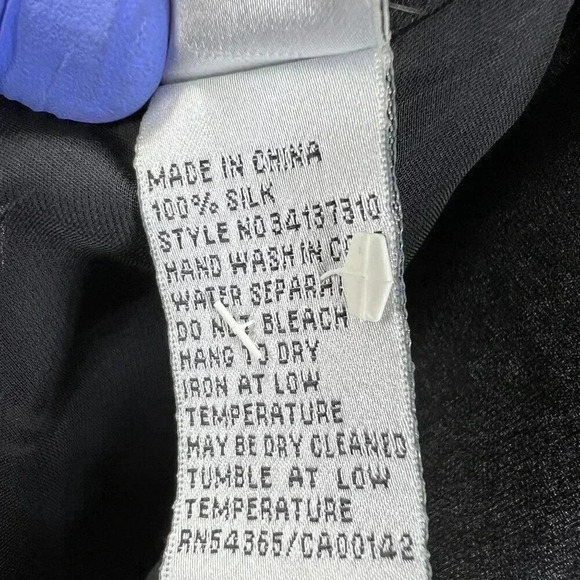 MADE IN CHINA
100% SILK
STYLE NO34137310
HAND WASH IN
WATER
DO NOT BLEACH
HANG TO DRY
IRON AT LOW
TEMPERATURE
MAY BE DRY CLEANED
TUMBLE AT LOW
TEMPERATURE
RN54365/CA00142